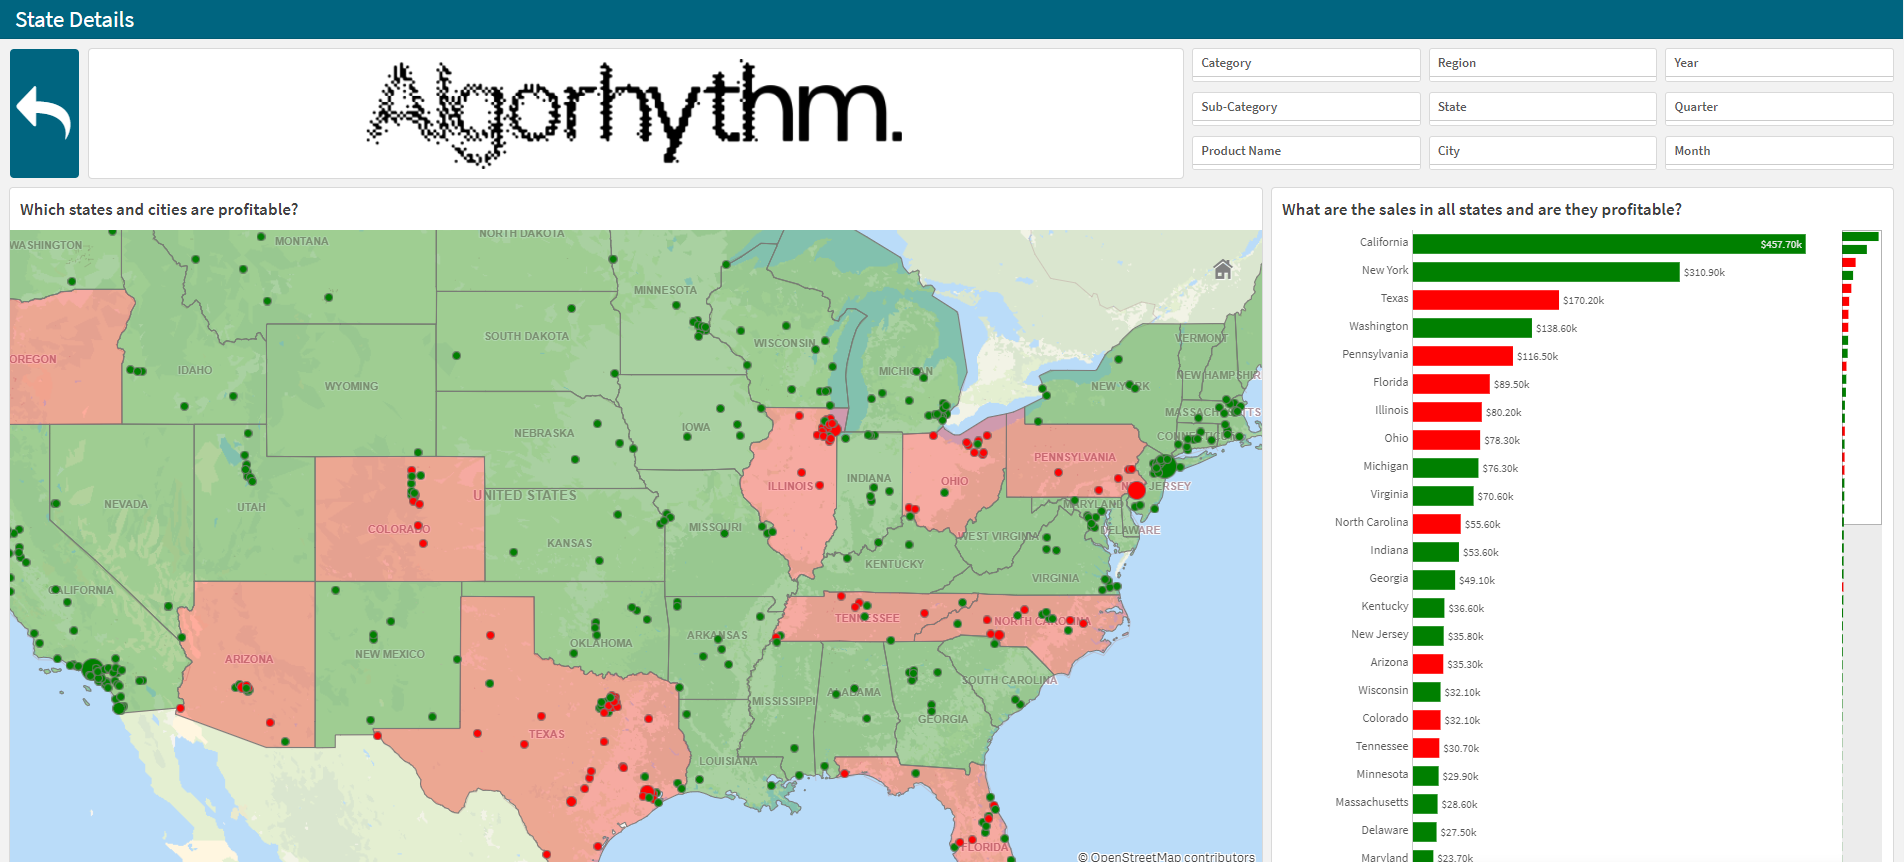 State Details
Algorhythm.
Category
Region
Year
Sub-Category
State
Quarter
Product Name
City
Month
Which states and cities are profitable?
WASHINGTON
MONTANA
NORTH DAKOTA
MINNESOTA
SOUTH DAKOTA
WISCONSIN
VERMONT
OREGON
IDAHO
WYOMING
MICHIGAN
NEW YORK
NEW HAMPSHIR
IOWA
NEBRASKA
MASSACHUSETTS
CONNECTICUT
PENNSYLVANIA
NEVADA
UTAH
UNITED STATES
ILLINOIS
INDIANA
OHIO
NEW JERSEY
COLORADO
MISSOURI
MARYLAND
DELAWARE
KANSAS
WEST VIRGINIA
KENTUCKY
VIRGINIA
CALIFORNIA
TENNESSEE
NORTH CAROLINA
ARIZONA
NEW MEXICO
OKLAHOMA
ARKANSAS
SOUTH CAROLINA
MISSISSIPPI
ALABAMA
GEORGIA
TEXAS
LOUISIANA
FLORIDA
© OpenStreetMap contributors
What are the sales in all states and are they profitable?
California $457.70k
New York $310.90k
Texas $170.20k
Washington $138.60k
Pennsylvania $116.50k
Florida $89.50k
Illinois $80.20k
Ohio $78.30k
Michigan $76.30k
Virginia $70.60k
North Carolina $55.60k
Indiana $53.60k
Georgia $49.10k
Kentucky $36.60k
New Jersey $35.80k
Arizona $35.30k
Wisconsin $32.10k
Colorado $32.10k
Tennessee $30.70k
Minnesota $29.90k
Massachusetts $28.60k
Delaware $27.50k
Maryland $23.70k